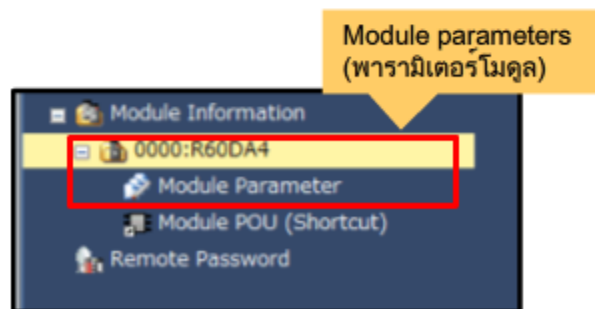 Module parameters
(พารามิเตอร์โมดูล)
Module Information
0000:R60DA4
Module Parameter
Module POU (Shortcut)
Remote Password